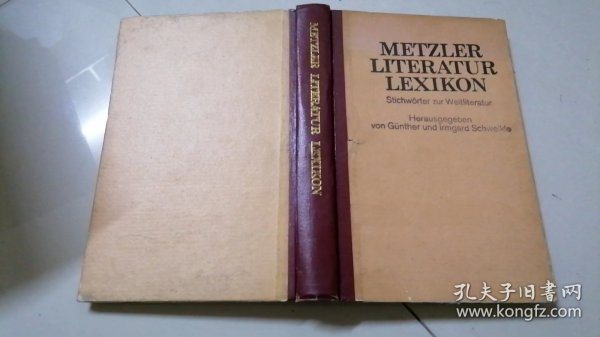 METZLER LITERATUR LEXIKON
METZLER
LITERATUR
LEXIKON
Stichwörter zur Weltliteratur
Herausgegeben
von Günther und Irmgard Schweikle
孔夫子旧书网
www.kongfz.com